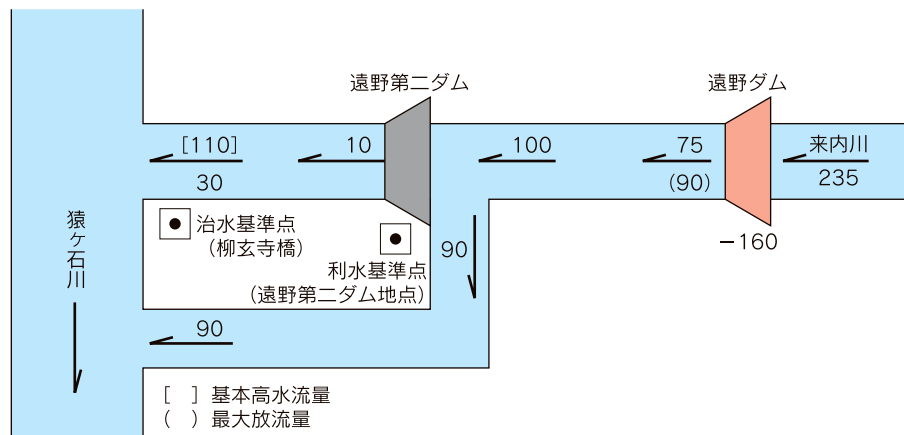 遠野第二ダム
遠野ダム
[110]
10
100
75
来内川
30
(90)
235
猿ヶ石川
治水基準点
(柳玄寺橋)
90
-160
利水基準点
(遠野第二ダム地点)
90
[ ] 基本高水流量
( ) 最大放流量